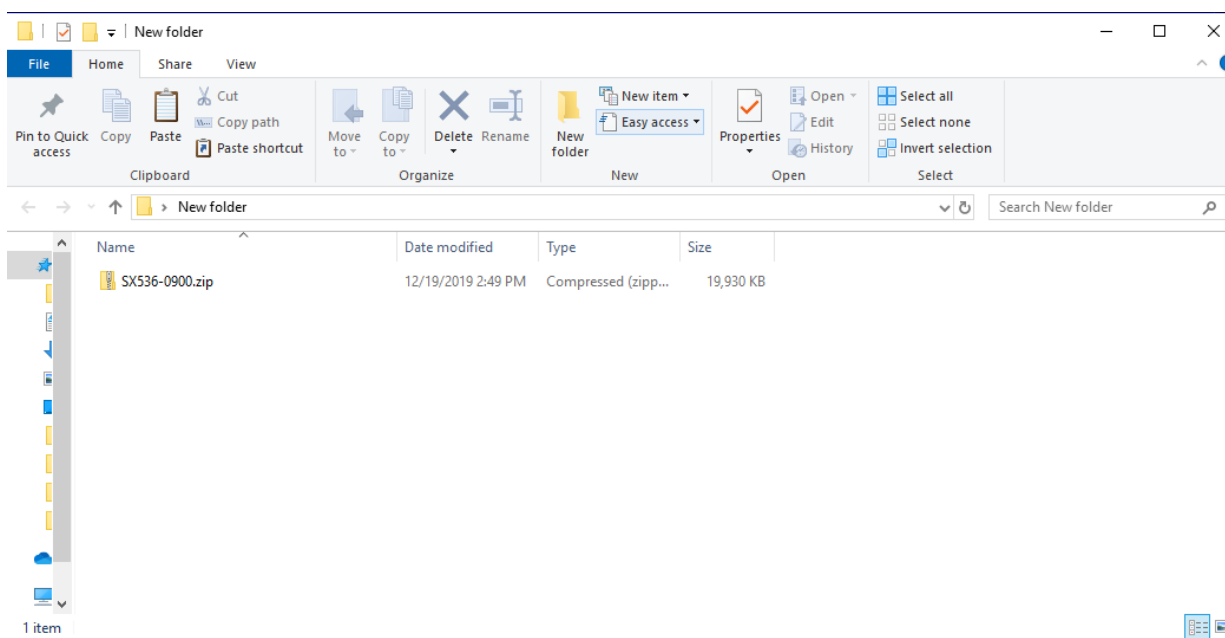 New folder
File Home Share View
Pin to Quick access
Copy
Paste
Cut
Copy path
Paste shortcut
Clipboard
Move to
Copy to
Delete
Rename
Organize
New folder
New item
Easy access
New
Properties
Open
Edit
History
Open
Select all
Select none
Invert selection
Select
New folder
Search New folder
Name Date modified Type Size
SX536-0900.zip 12/19/2019 2:49 PM Compressed (zipp... 19,930 KB
1 item